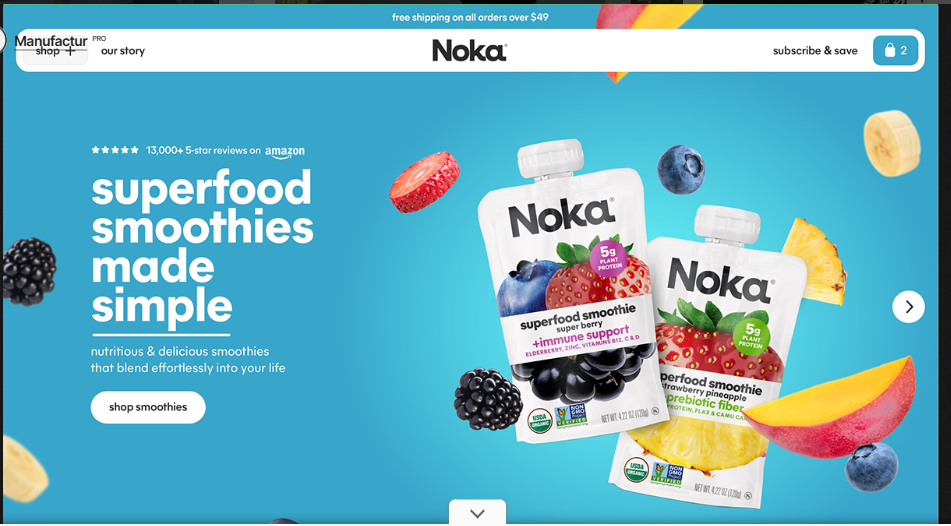 free shipping on all orders over $49
Manufactur PRO
shop +
our story
Noka®
subscribe & save
2
13,000+ 5-star reviews on amazon
superfood
smoothies
made
simple
nutritious & delicious smoothies
that blend effortlessly into your life
shop smoothies
Noka®
5g
PLANT
PROTEIN
superfood smoothie
super berry
+immune support
ELDERBERRY, ZINC, VITAMINS B12, C & D
USDA
ORGANIC
NON
GMO
Project
VERIFIED
NET WT. 4.22 OZ (120g)
Noka®
5g
PLANT
PROTEIN
perfood smoothie
trawberry pineapple
prebiotic fiber
PROTEIN, FLAX & CAMU CA
USDA
ORGANIC
NON
GMO
Project
VERIFIED
NET WT. 4.22 OZ (120g)